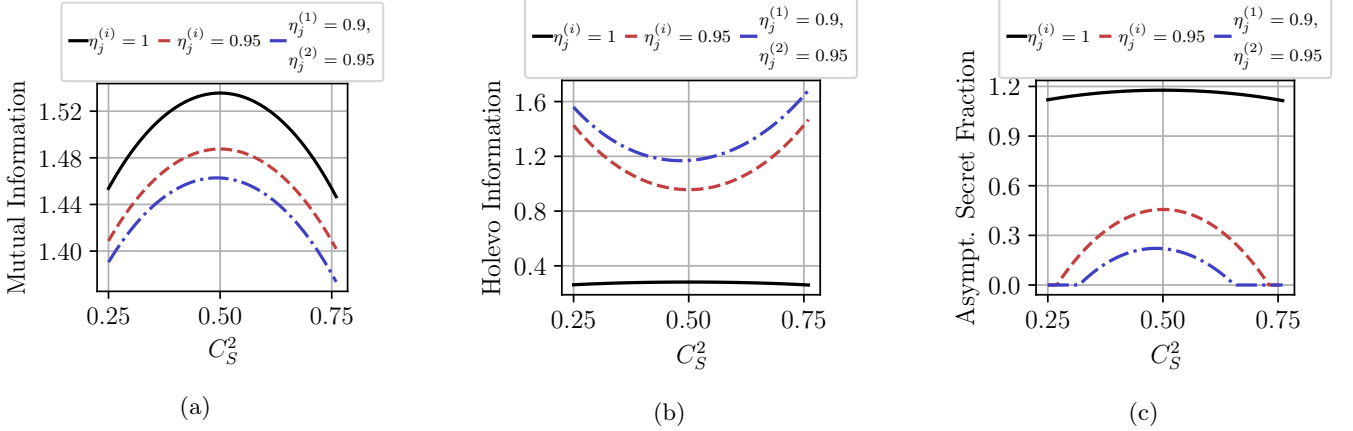 η_j^{(i)} = 1 η_j^{(i)} = 0.95 η_j^{(1)} = 0.9,
η_j^{(2)} = 0.95
Mutual Information
1.52
1.48
1.44
1.40
0.25 0.50 0.75
C_S^2
(a)
η_j^{(i)} = 1 η_j^{(i)} = 0.95 η_j^{(1)} = 0.9,
η_j^{(2)} = 0.95
Holevo Information
1.6
1.2
0.8
0.4
0.25 0.50 0.75
C_S^2
(b)
η_j^{(i)} = 1 η_j^{(i)} = 0.95 η_j^{(1)} = 0.9,
η_j^{(2)} = 0.95
Asympt. Secret Fraction
1.2
0.9
0.6
0.3
0.0
0.25 0.50 0.75
C_S^2
(c)